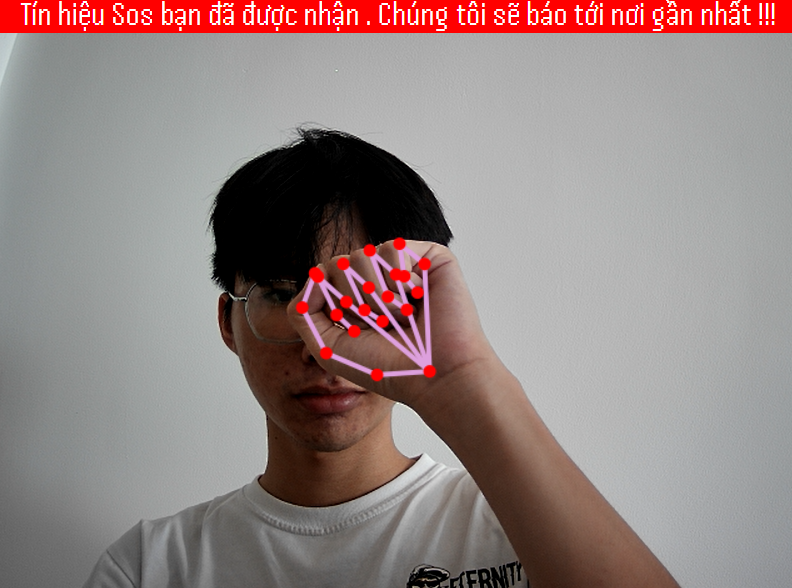 Tín hiệu Sos bạn đã được nhận . Chúng tôi sẽ báo tới nơi gần nhất !!!